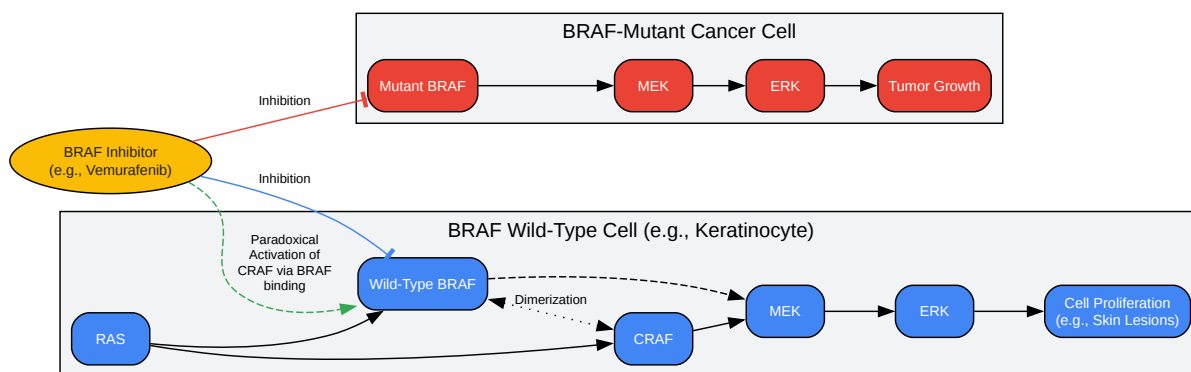 BRAF-Mutant Cancer Cell
Mutant BRAF
MEK
ERK
Tumor Growth
Inhibition
BRAF Inhibitor
(e.g., Vemurafenib)
Inhibition
BRAF Wild-Type Cell (e.g., Keratinocyte)
Paradoxical
Activation of
CRAF via BRAF
binding
Wild-Type BRAF
Dimerization
RAS
CRAF
MEK
ERK
Cell Proliferation
(e.g., Skin Lesions)